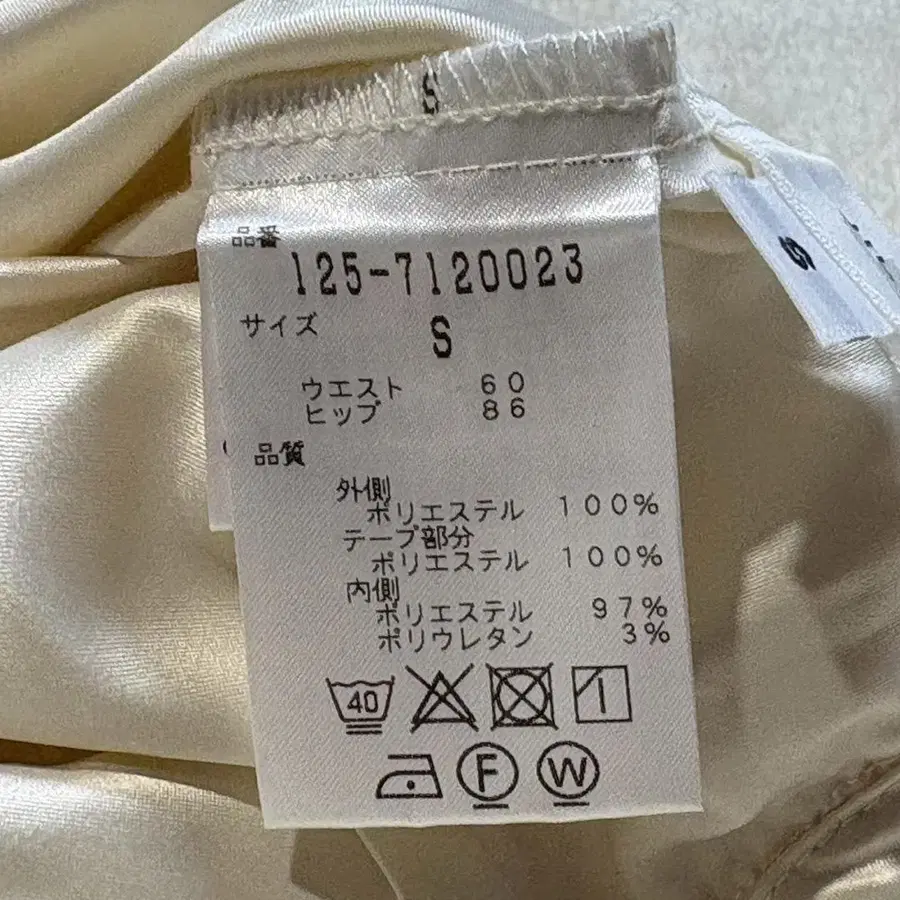 S
品番
125-7120023
サイズ
S
ウエスト 60
ヒップ 86
品質
外側
ポリエステル 100%
テープ部分
ポリエステル 100%
内側
ポリエステル 97%
ポリウレタン 3%
40
F W
S